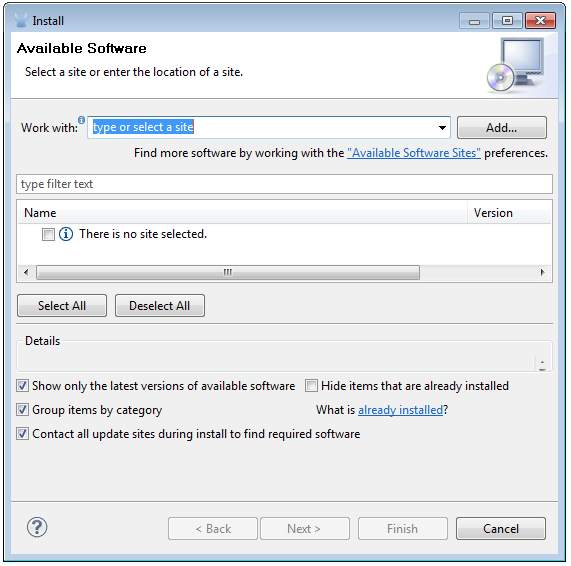 Install
Available Software
Select a site or enter the location of a site.
Work with: type or select a site Add...
Find more software by working with the "Available Software Sites" preferences.
type filter text
Name Version
There is no site selected.
Select All Deselect All
Details
Show only the latest versions of available software Hide items that are already installed
Group items by category What is already installed?
Contact all update sites during install to find required software
? < Back Next > Finish Cancel